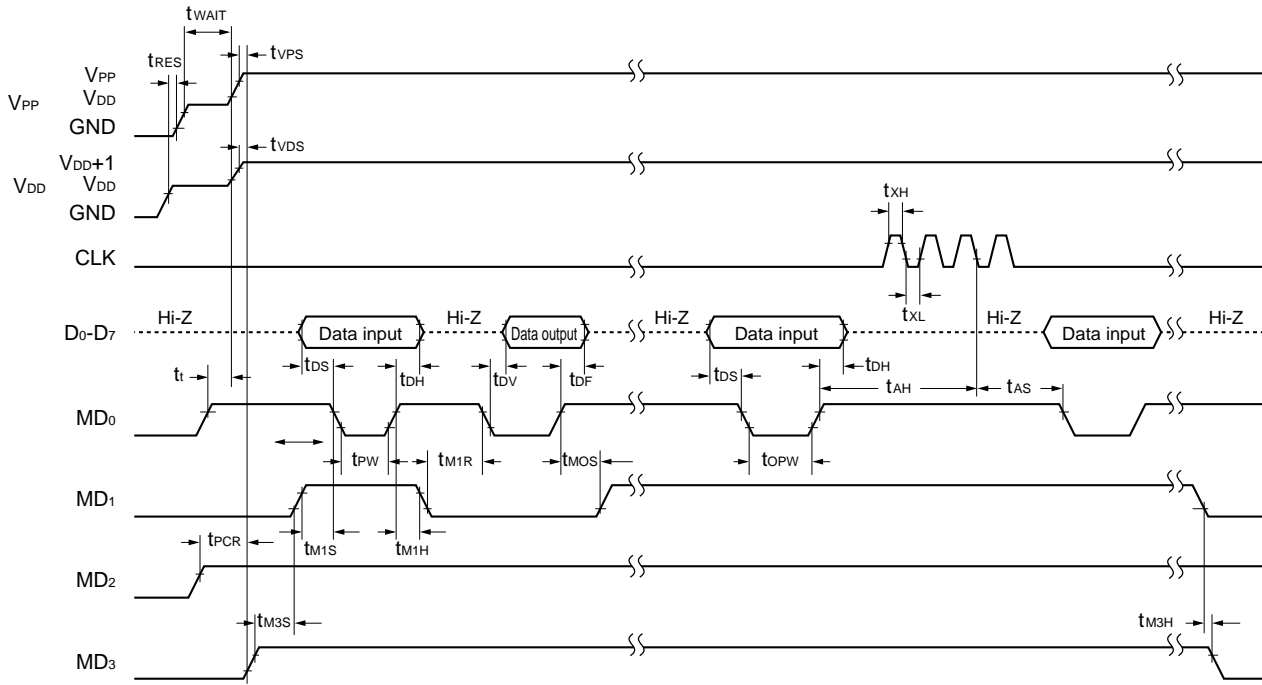 tWAIT
tVPS
tRES
VPP
VPP
VDD
GND
tVDS
VDD+1
VDD
VDD
GND
tXH
CLK
tXL
D0-D7
Hi-Z
Data input
Hi-Z
Data output
Hi-Z
Data input
Hi-Z
Data input
Hi-Z
tDS
tDH
tDV
tDF
tDS
tDH
tt
tAH
tAS
MD0
tPW
tM1R
tMOS
tOPW
MD1
tM1S
tM1H
tPCR
MD2
tM3S
tM3H
MD3